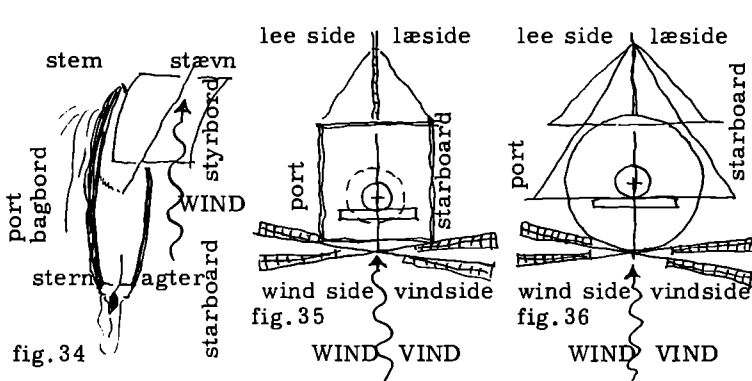 stem stævn
styrbord
port
bagbord
WIND
stern agter
starboard
fig.34
lee side læside
port
starboard
wind side vindside
fig.35
WIND VIND
lee side læside
port
starboard
wind side vindside
fig.36
WIND VIND